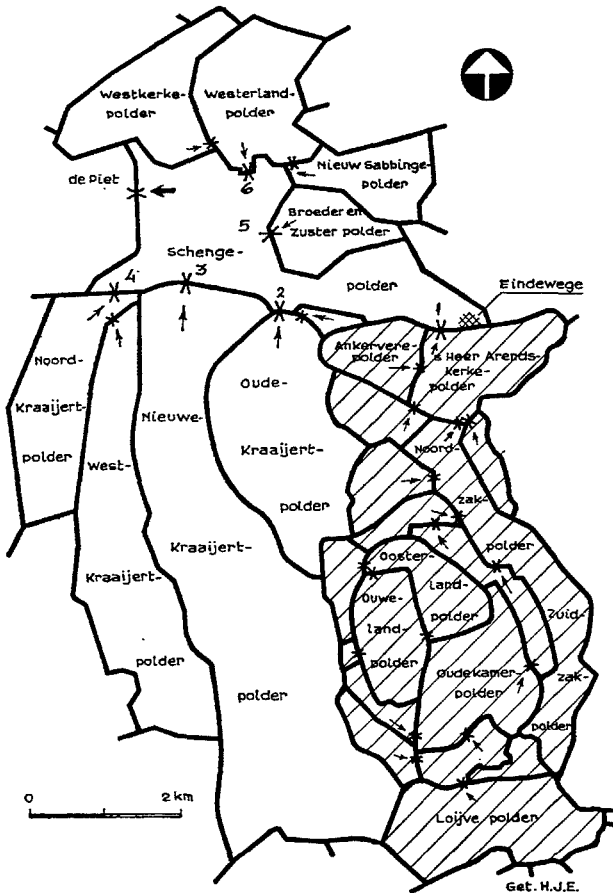 Westkerke-
polder
Westerland-
polder
Nieuw Sabbinge-
polder
de Piet
6
Broeder en
Zuster polder
5
Schenge-
polder
4
3
2
1
Eindewege
Ankervere-
polder
's Heer Arends-
Kerke-
polder
Noord-
Kraaijert-
polder
West-
Kraaijert-
polder
Nieuwe-
Kraaijert-
polder
Oude-
Kraaijert-
polder
Noord-
zak-
polder
Ooster-
land-
polder
Ouwe-
land-
polder
Zuid-
zak-
polder
Oudekamer-
polder
Loijve polder
0 2 km
Get. H.J.E.